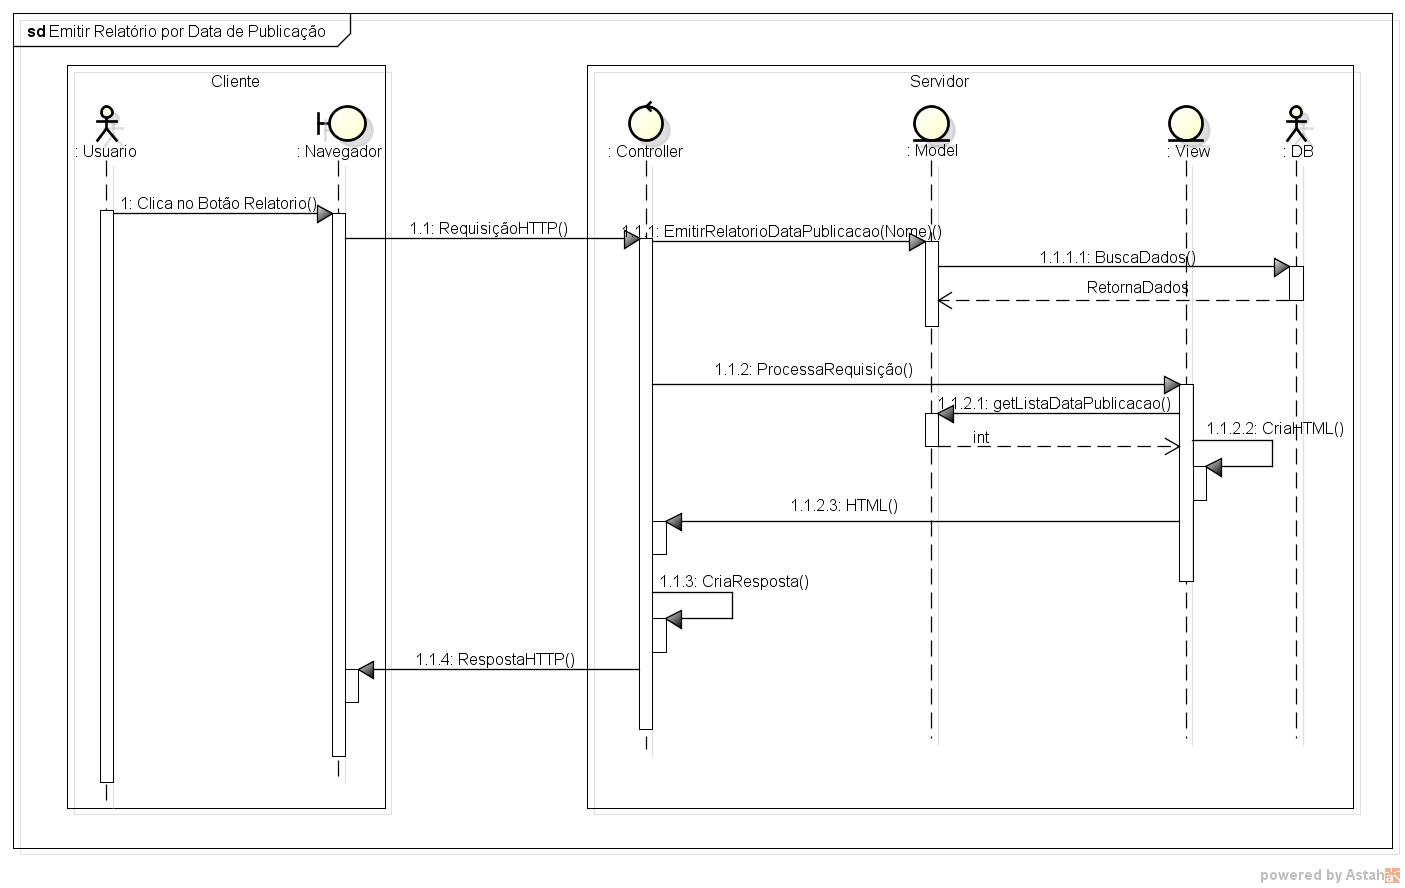 sd Emitir Relatório por Data de Publicação
Cliente
Servidor
: Usuario
: Navegador
: Controller
: Model
: View
: DB
1: Clica no Botão Relatorio()
1.1: RequisiçãoHTTP()
1.1.1: EmitirRelatorioDataPublicacao(Nome)()
1.1.1.1: BuscaDados()
RetornaDados
1.1.2: ProcessaRequisição()
1.1.2.1: getListaDataPublicacao()
int
1.1.2.2: CriaHTML()
1.1.2.3: HTML()
1.1.3: CriaResposta()
1.1.4: RespostaHTTP()
powered by Astah